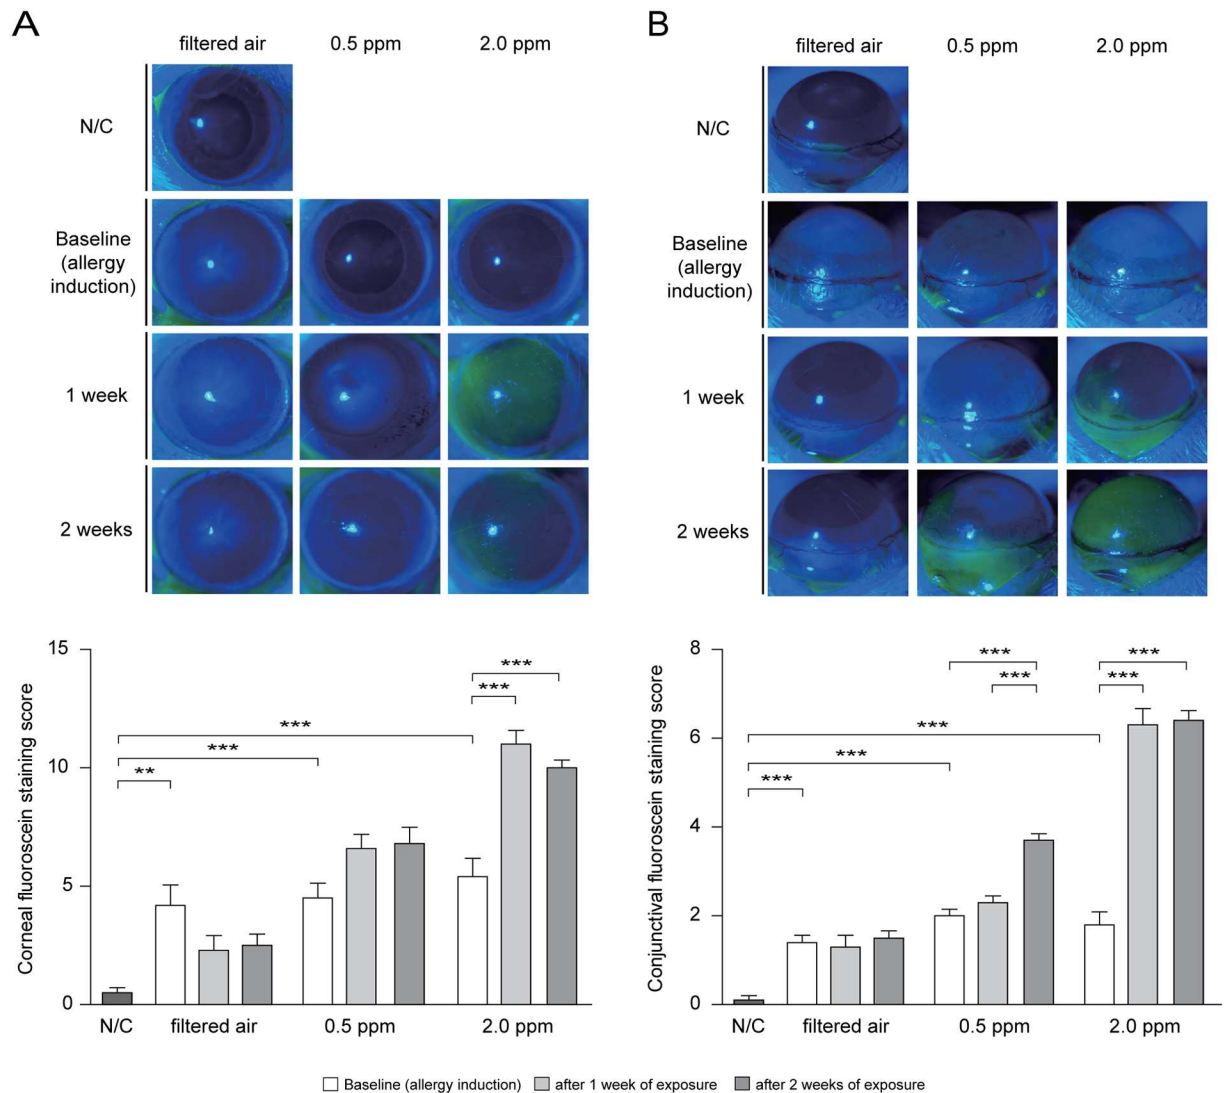 A
filtered air 0.5 ppm 2.0 ppm
N/C
Baseline
(allergy
induction)
1 week
2 weeks
15
10
5
0
Corneal fluoroscein staining score
**
***
***
***
***
N/C filtered air 0.5 ppm 2.0 ppm
B
filtered air 0.5 ppm 2.0 ppm
N/C
Baseline
(allergy
induction)
1 week
2 weeks
8
6
4
2
0
Conjunctival fluoroscein staining score
***
***
***
***
***
***
***
N/C filtered air 0.5 ppm 2.0 ppm
Baseline (allergy induction) after 1 week of exposure after 2 weeks of exposure